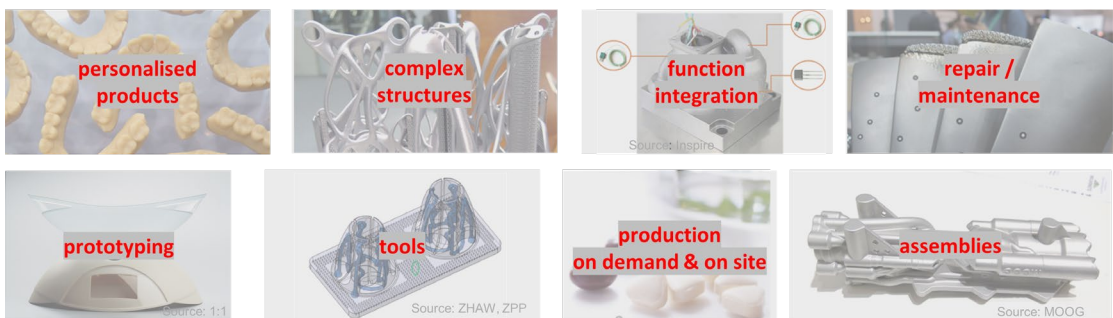 personalised
products
complex
structures
function
integration
Source: Inspire
repair /
maintenance
prototyping
Source: 1:1
tools
Source: ZHAW, ZPP
production
on demand & on site
assemblies
Source: MOOG